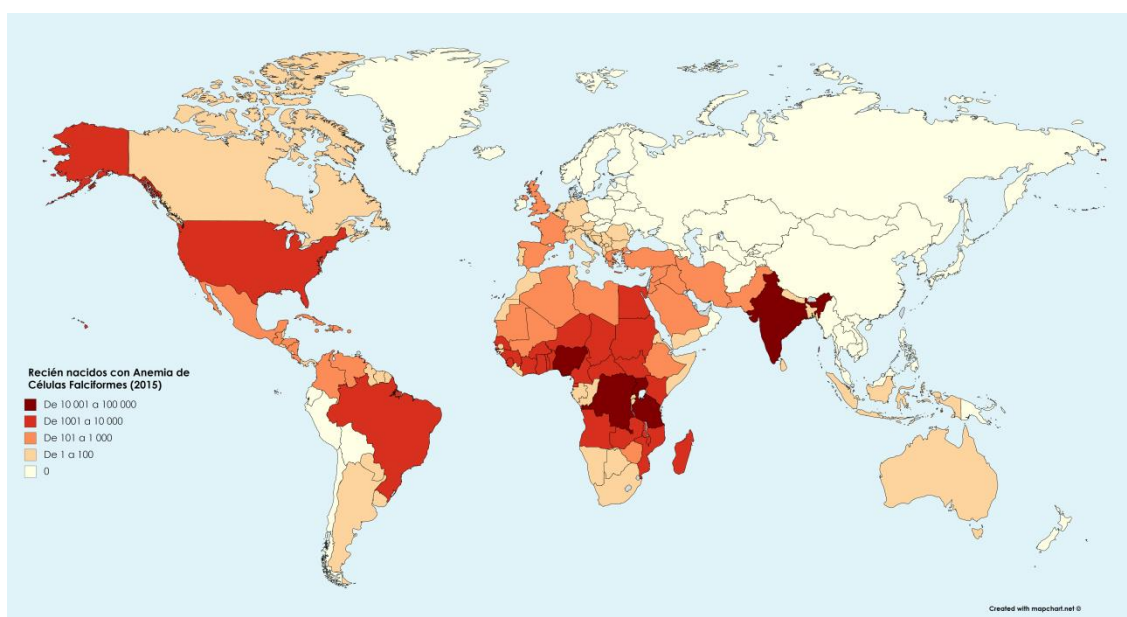 Recién nacidos con Anemia de
Células Falciformes (2015)
De 10 001 a 100 000
De 1001 a 10 000
De 101 a 1 000
De 1 a 100
0
Created with mapchart.net ©